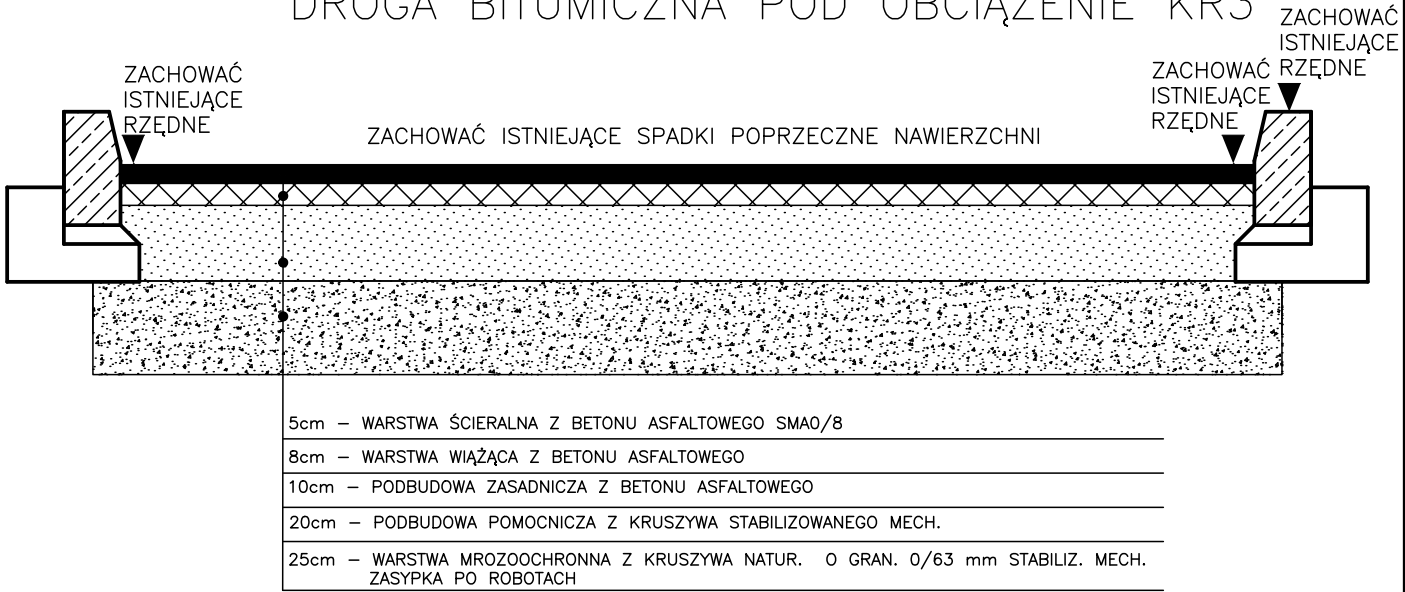 DROGA BITUMICZNA POD OBCIĄŻENIE KR3
ZACHOWAĆ
ISTNIEJĄCE
RZĘDNE
ZACHOWAĆ
ISTNIEJĄCE
RZĘDNE
ZACHOWAĆ
ISTNIEJĄCE
RZĘDNE
ZACHOWAĆ ISTNIEJĄCE SPADKI POPRZECZNE NAWIERZCHNI
5cm – WARSTWA ŚCIERALNA Z BETONU ASFALTOWEGO SMA0/8
8cm – WARSTWA WIĄŻĄCA Z BETONU ASFALTOWEGO
10cm – PODBUDOWA ZASADNICZA Z BETONU ASFALTOWEGO
20cm – PODBUDOWA POMOCNICZA Z KRUSZYWA STABILIZOWANEGO MECH.
25cm – WARSTWA MROZOOCHRONNA Z KRUSZYWA NATUR. O GRAN. 0/63 mm STABILIZ. MECH.
ZASYPKA PO ROBOTACH